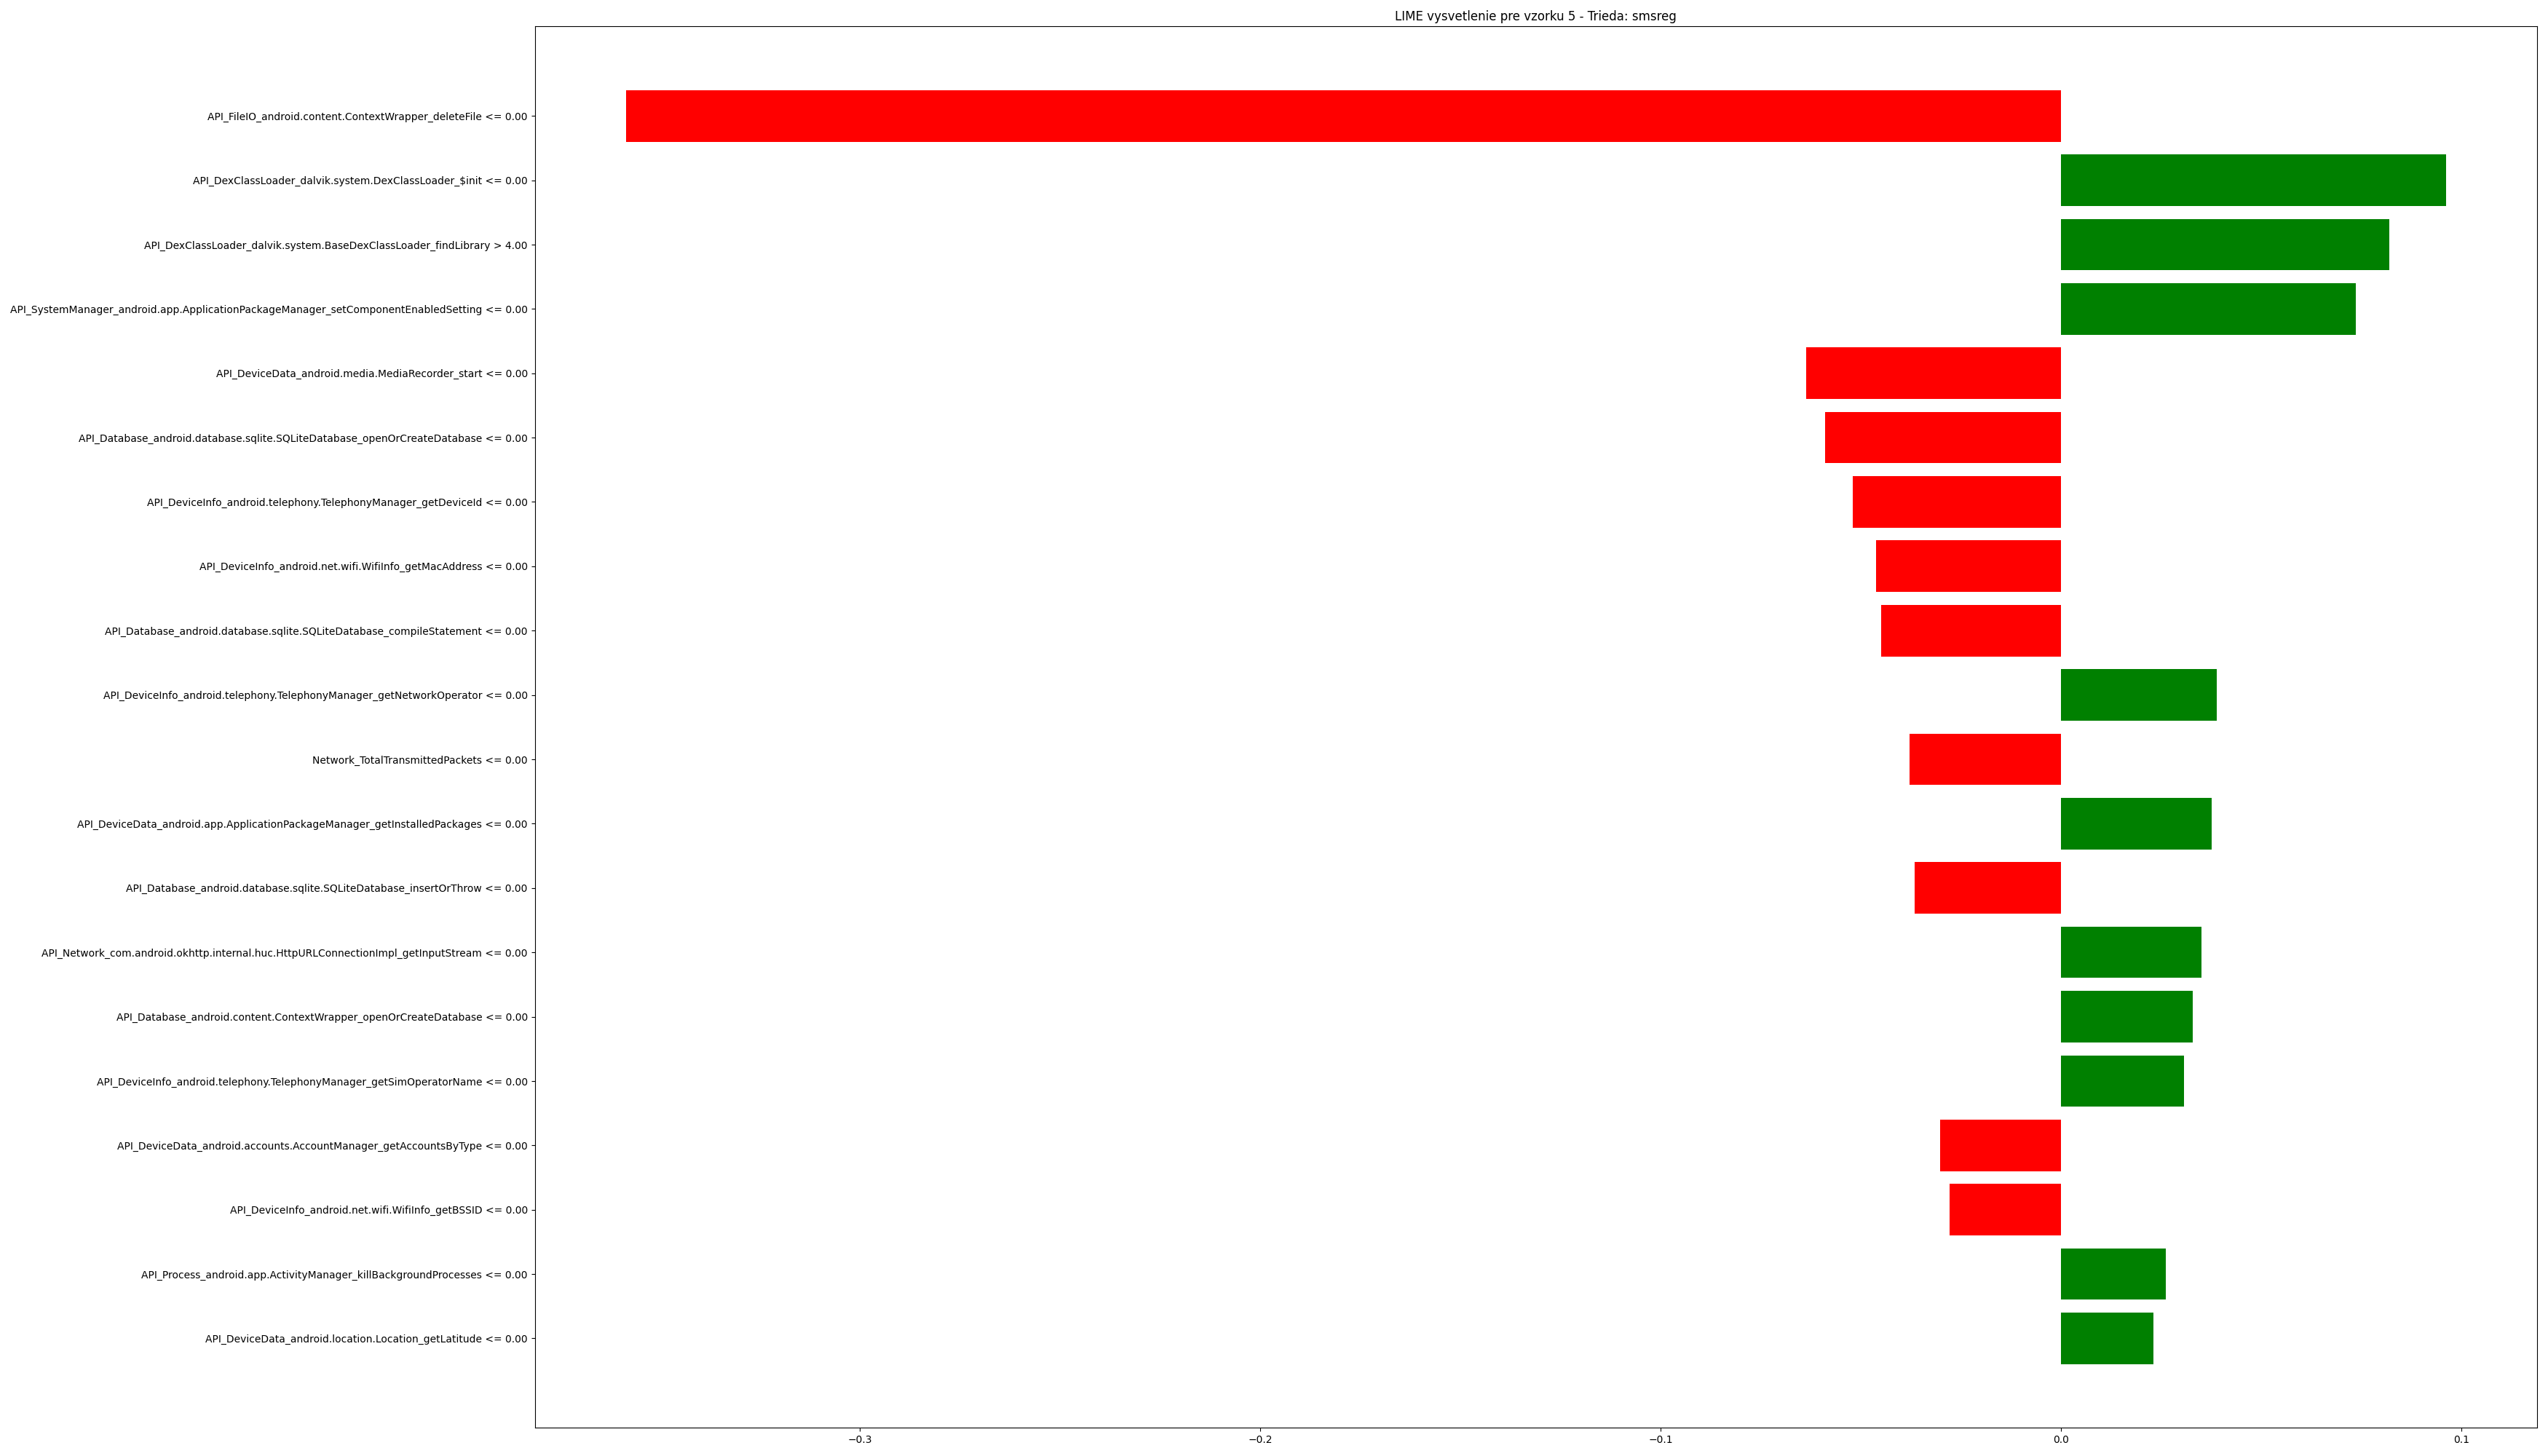 LIME vysvetlenie pre vzorku 5 - Trieda: smsreg
API_FileIO_android.content.ContextWrapper_deleteFile <= 0.00
API_DexClassLoader_dalvik.system.DexClassLoader_$init <= 0.00
API_DexClassLoader_dalvik.system.BaseDexClassLoader_findLibrary > 4.00
API_SystemManager_android.app.ApplicationPackageManager_setComponentEnabledSetting <= 0.00
API_DeviceData_android.media.MediaRecorder_start <= 0.00
API_Database_android.database.sqlite.SQLiteDatabase_openOrCreateDatabase <= 0.00
API_DeviceInfo_android.telephony.TelephonyManager_getDeviceId <= 0.00
API_DeviceInfo_android.net.wifi.WifiInfo_getMacAddress <= 0.00
API_Database_android.database.sqlite.SQLiteDatabase_compileStatement <= 0.00
API_DeviceInfo_android.telephony.TelephonyManager_getNetworkOperator <= 0.00
Network_TotalTransmittedPackets <= 0.00
API_DeviceData_android.app.ApplicationPackageManager_getInstalledPackages <= 0.00
API_Database_android.database.sqlite.SQLiteDatabase_insertOrThrow <= 0.00
API_Network_com.android.okhttp.internal.huc.HttpURLConnectionImpl_getInputStream <= 0.00
API_Database_android.content.ContextWrapper_openOrCreateDatabase <= 0.00
API_DeviceInfo_android.telephony.TelephonyManager_getSimOperatorName <= 0.00
API_DeviceData_android.accounts.AccountManager_getAccountsByType <= 0.00
API_DeviceInfo_android.net.wifi.WifiInfo_getBSSID <= 0.00
API_Process_android.app.ActivityManager_killBackgroundProcesses <= 0.00
API_DeviceData_android.location.Location_getLatitude <= 0.00
−0.3 −0.2 −0.1 0.0 0.1